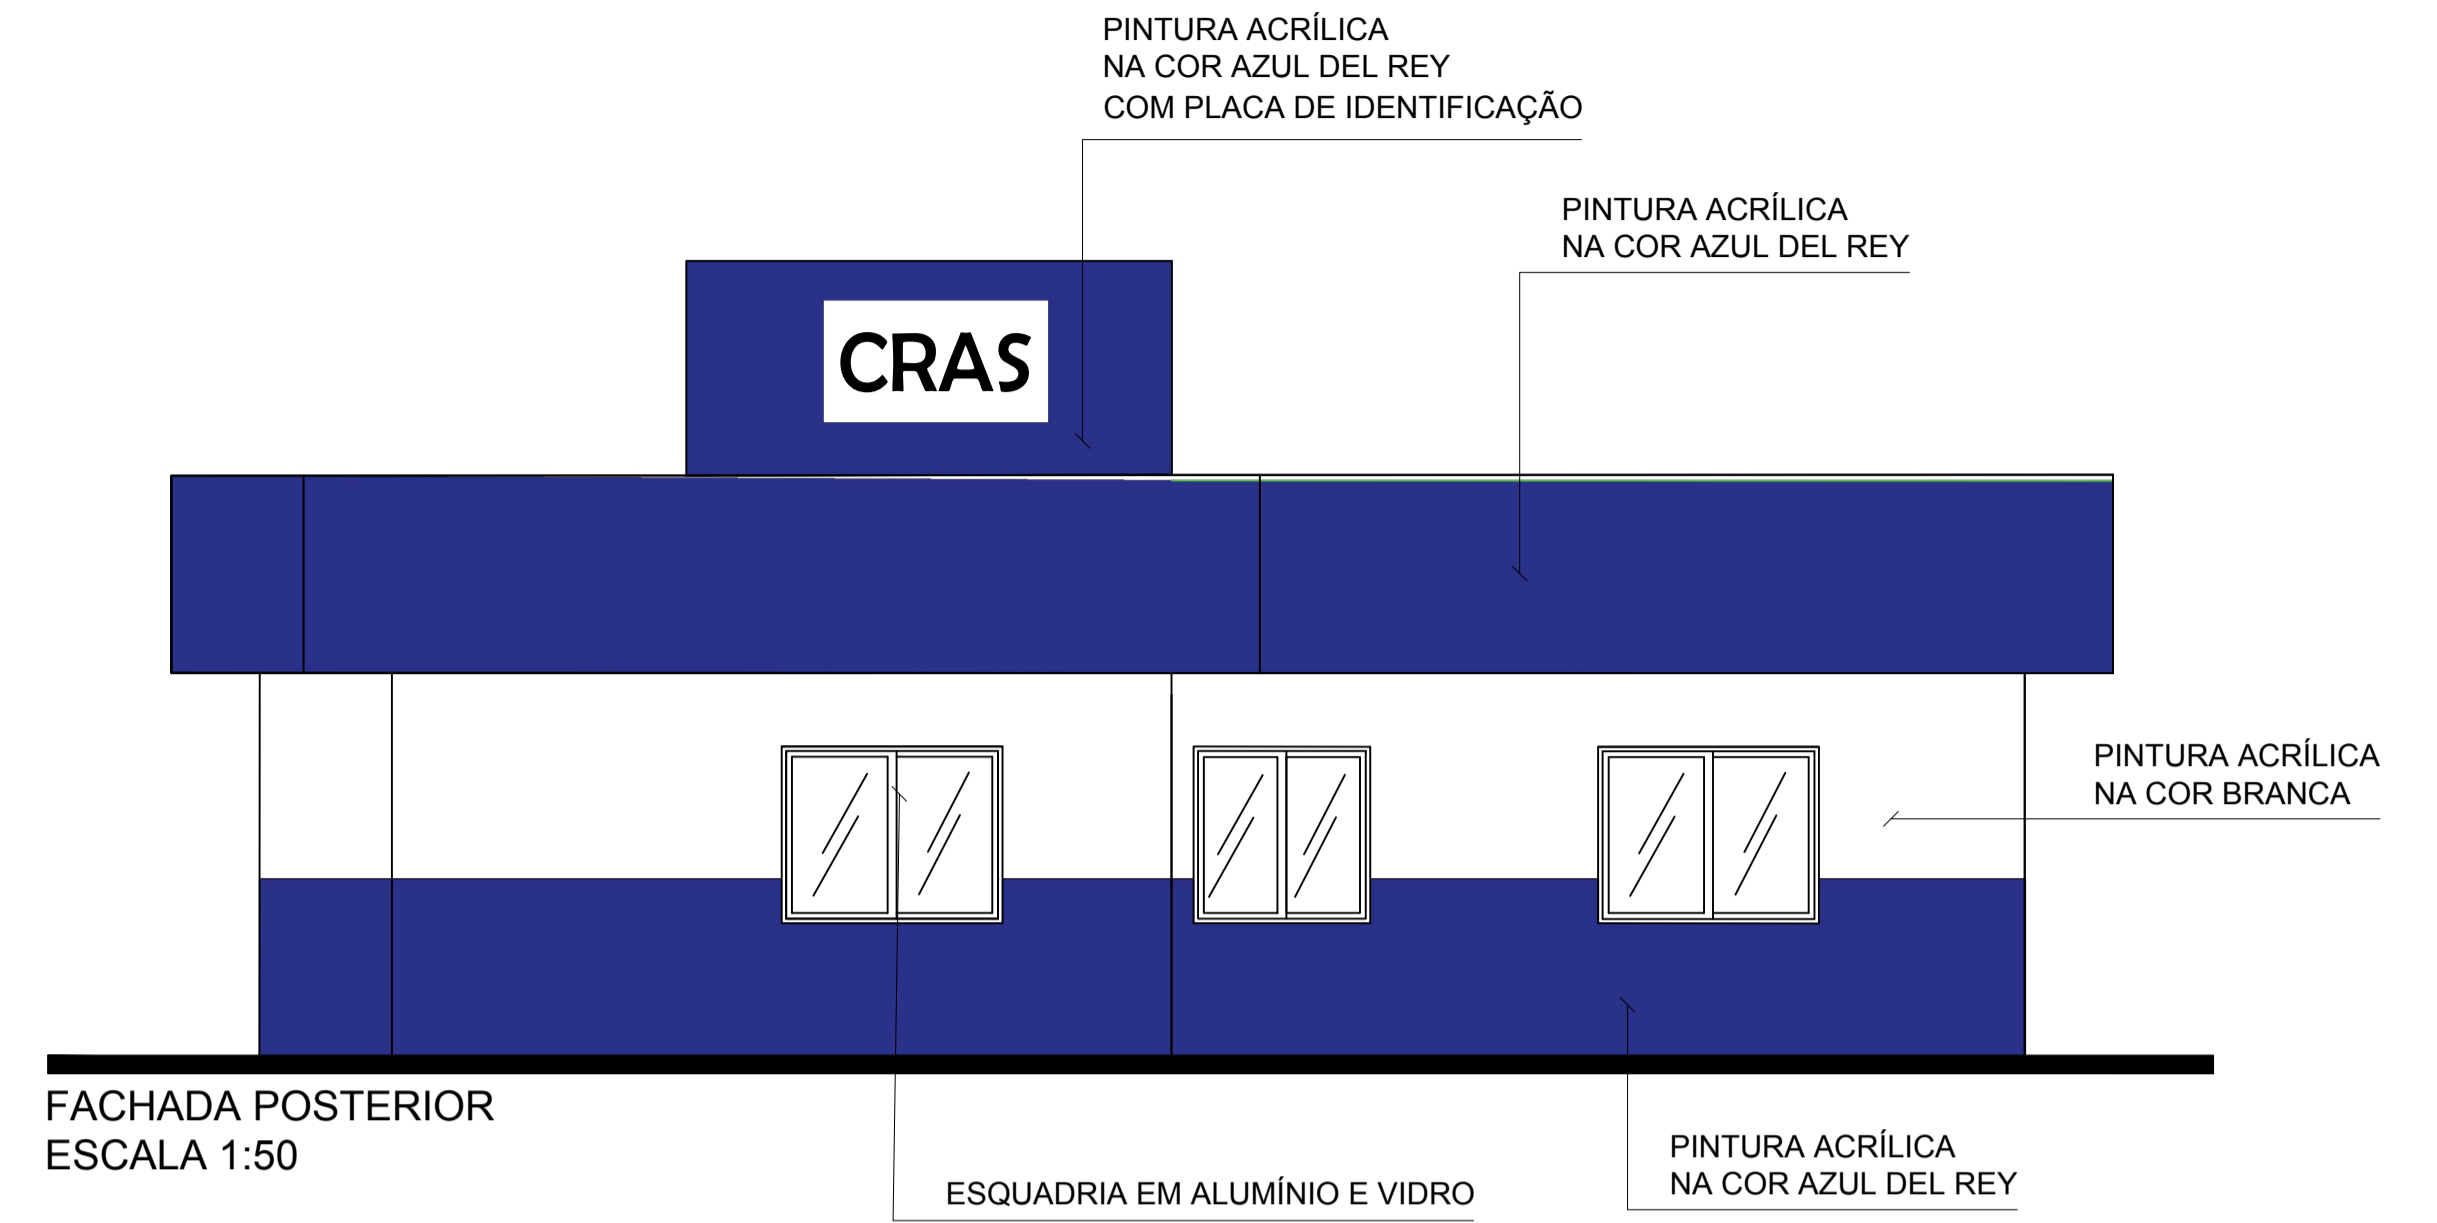 PINTURA ACRÍLICA
NA COR AZUL DEL REY
COM PLACA DE IDENTIFICAÇÃO
PINTURA ACRÍLICA
NA COR AZUL DEL REY
CRAS
PINTURA ACRÍLICA
NA COR BRANCA
FACHADA POSTERIOR
ESCALA 1:50
ESQUADRIA EM ALUMÍNIO E VIDRO
PINTURA ACRÍLICA
NA COR AZUL DEL REY